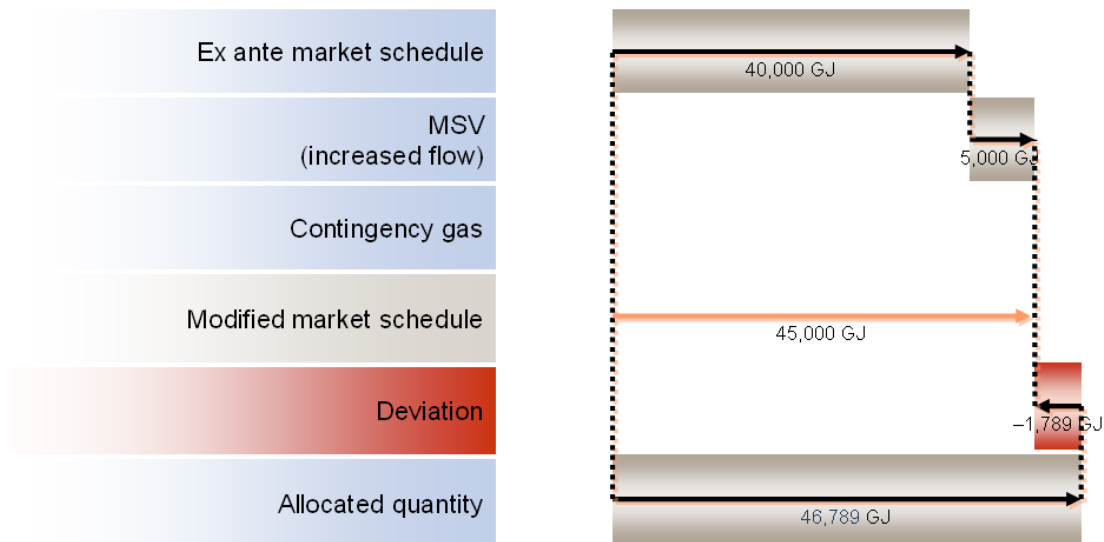 Ex ante market schedule
40,000 GJ
MSV
(increased flow)
5,000 GJ
Contingency gas
Modified market schedule
45,000 GJ
Deviation
–1,789 GJ
Allocated quantity
46,789 GJ